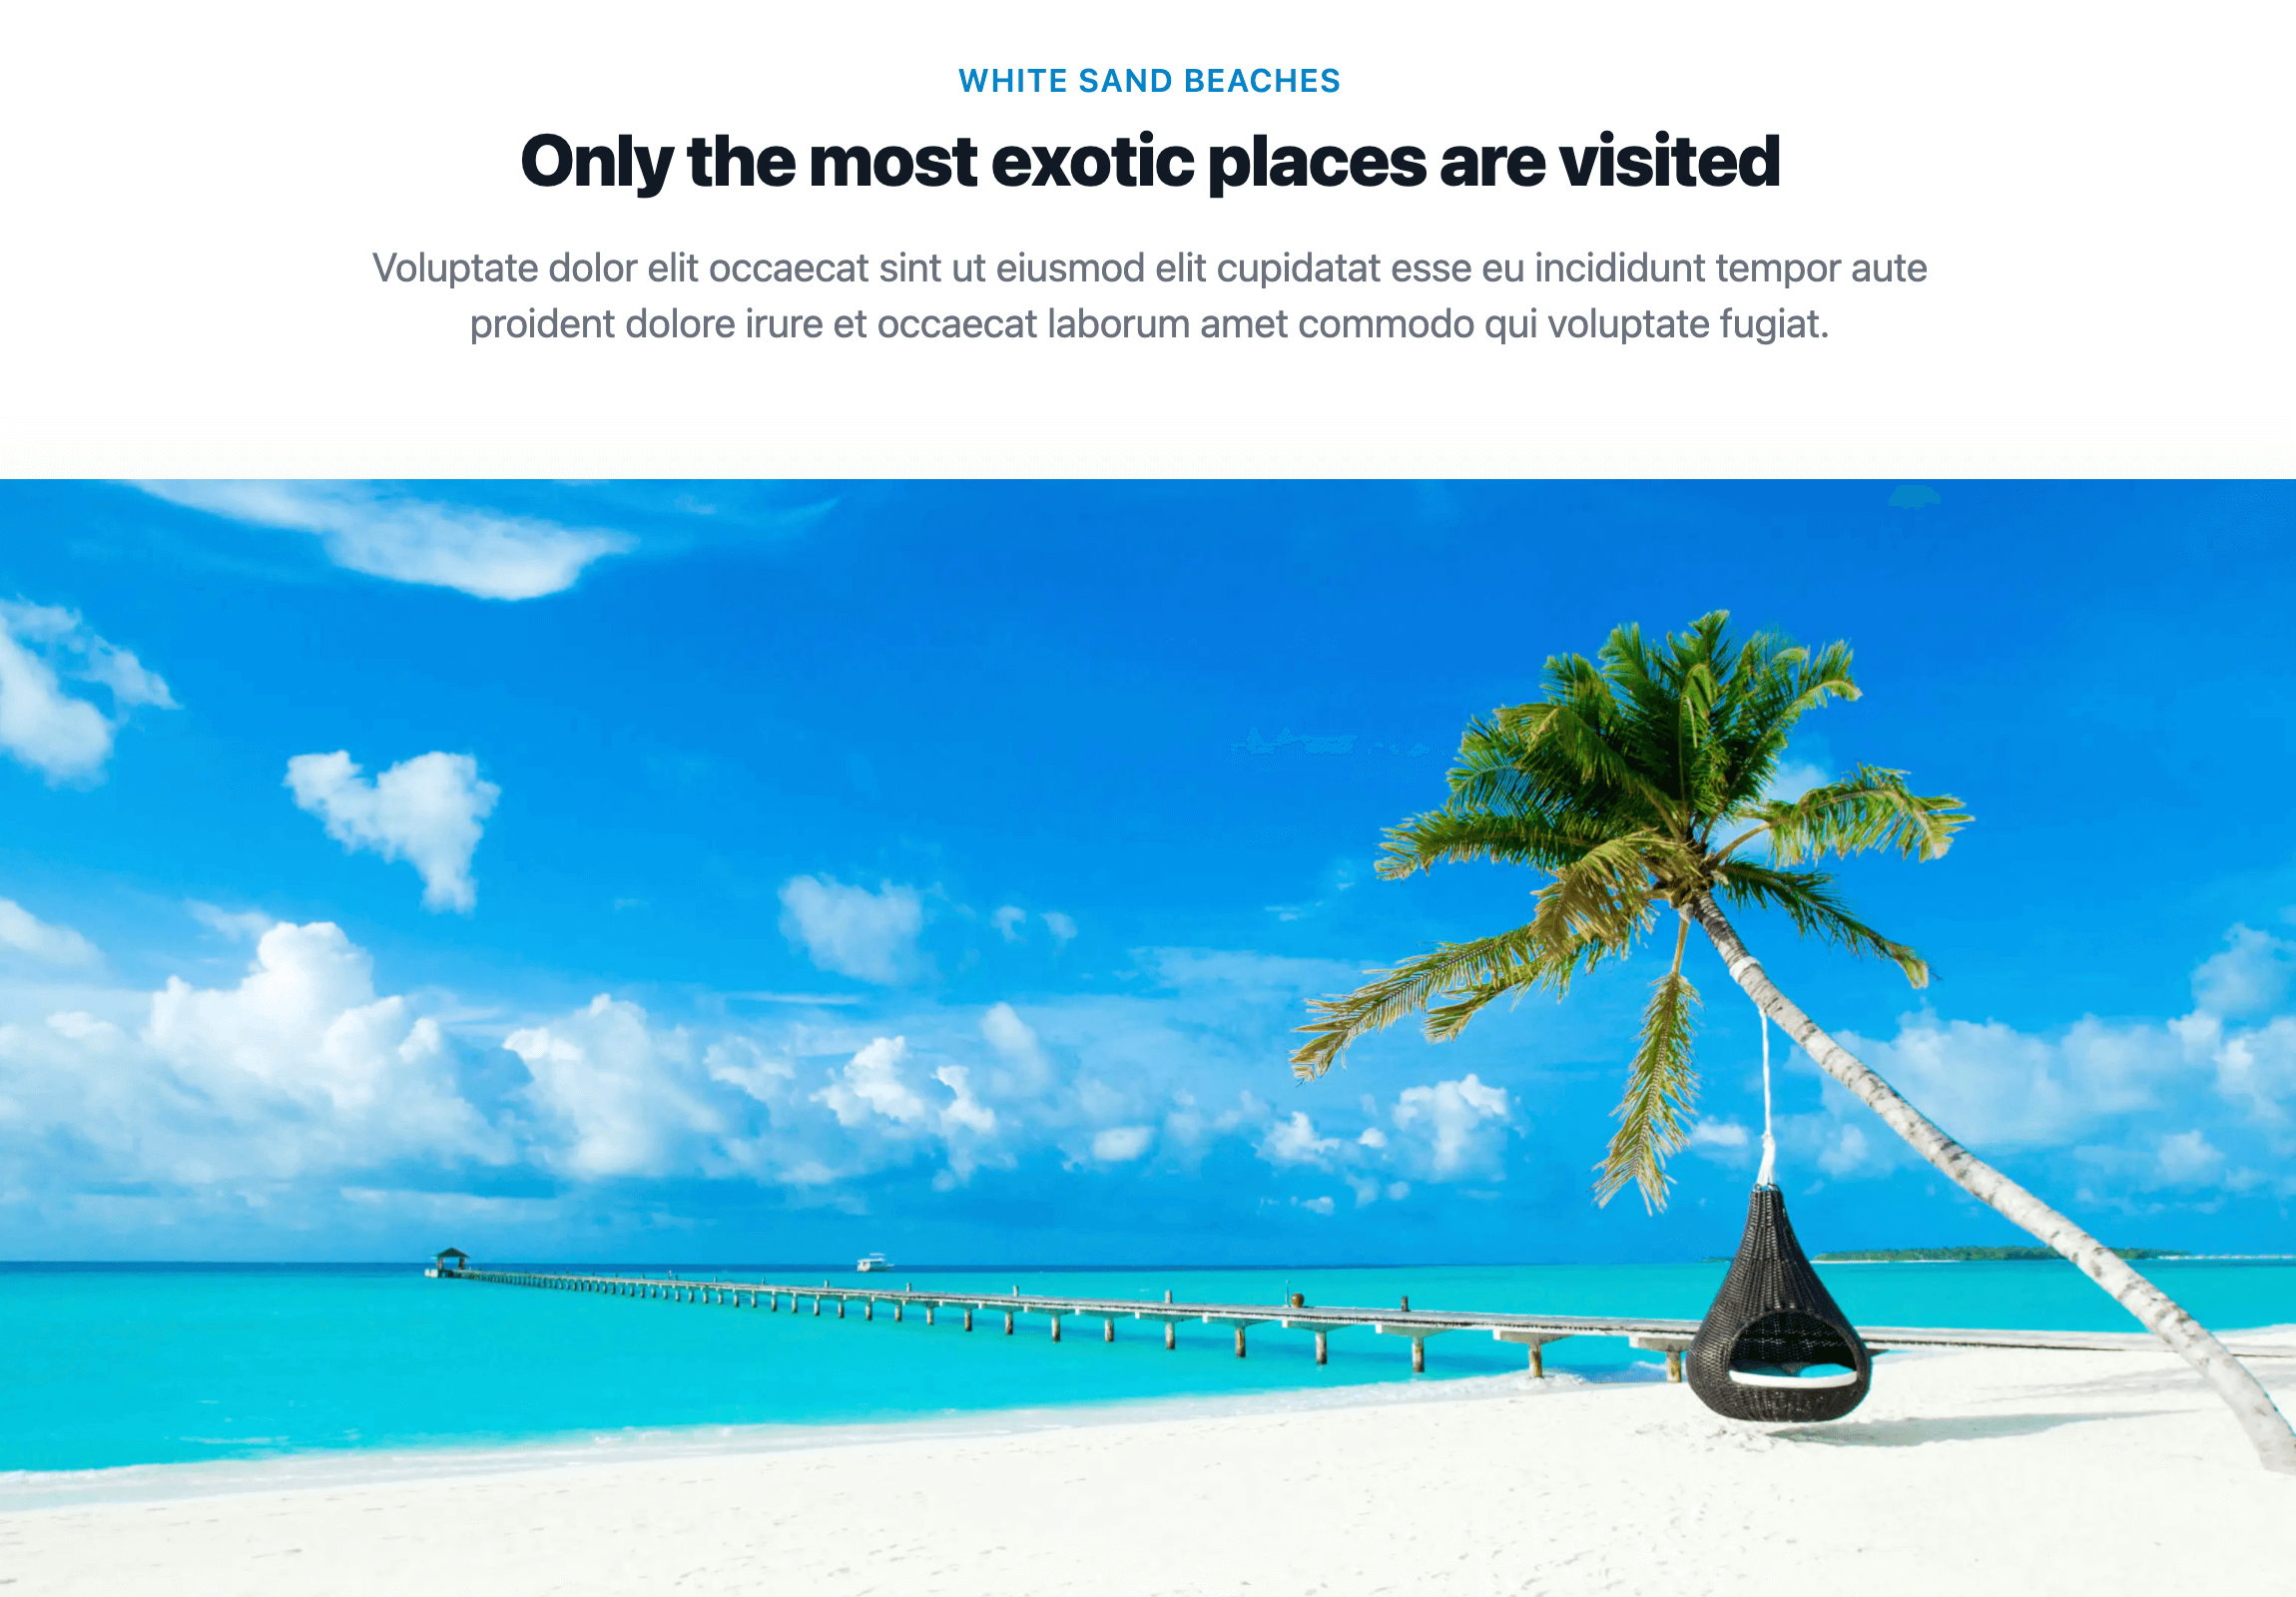 WHITE SAND BEACHES
Only the most exotic places are visited
Voluptate dolor elit occaecat sint ut eiusmod elit cupidatat esse eu incididunt tempor aute
proident dolore irure et occaecat laborum amet commodo qui voluptate fugiat.